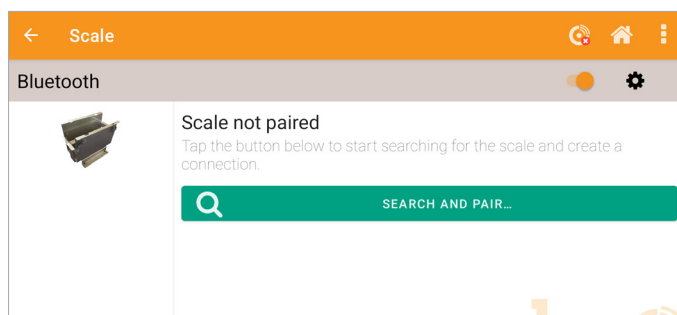 Scale
Bluetooth
Scale not paired
Tap the button below to start searching for the scale and create a
connection.
SEARCH AND PAIR...